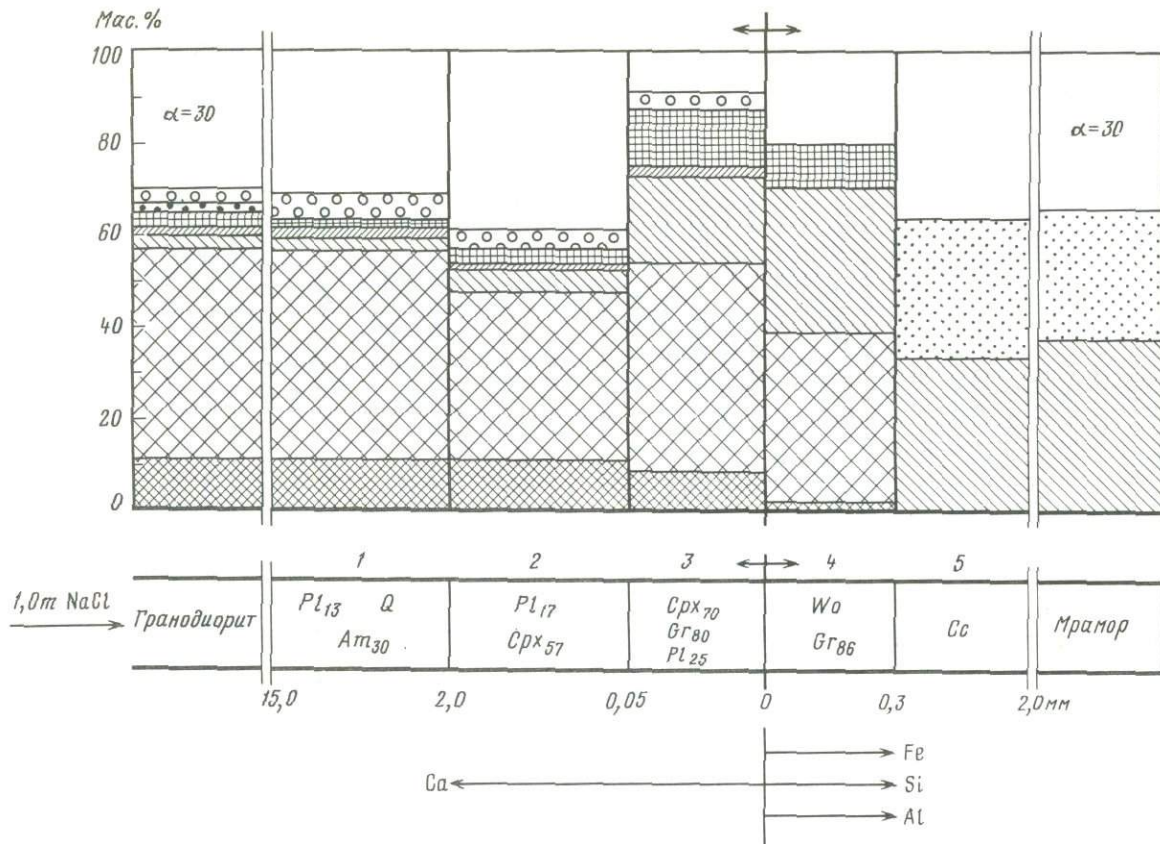 Мас.%
100
α=30
α=30
80
60
40
20
0
1 2 3 4 5
1,0m NaCl
Гранодиорит
Pl₁₃ Q
Am₃₀
Pl₁₇
Cpx₅₇
Cpx₇₀
Gr₈₀
Pl₂₅
Wo
Gr₈₆
Cc
Мрамор
15,0 2,0 0,05 0 0,3 2,0 мм
Fe
Ca Si
Al